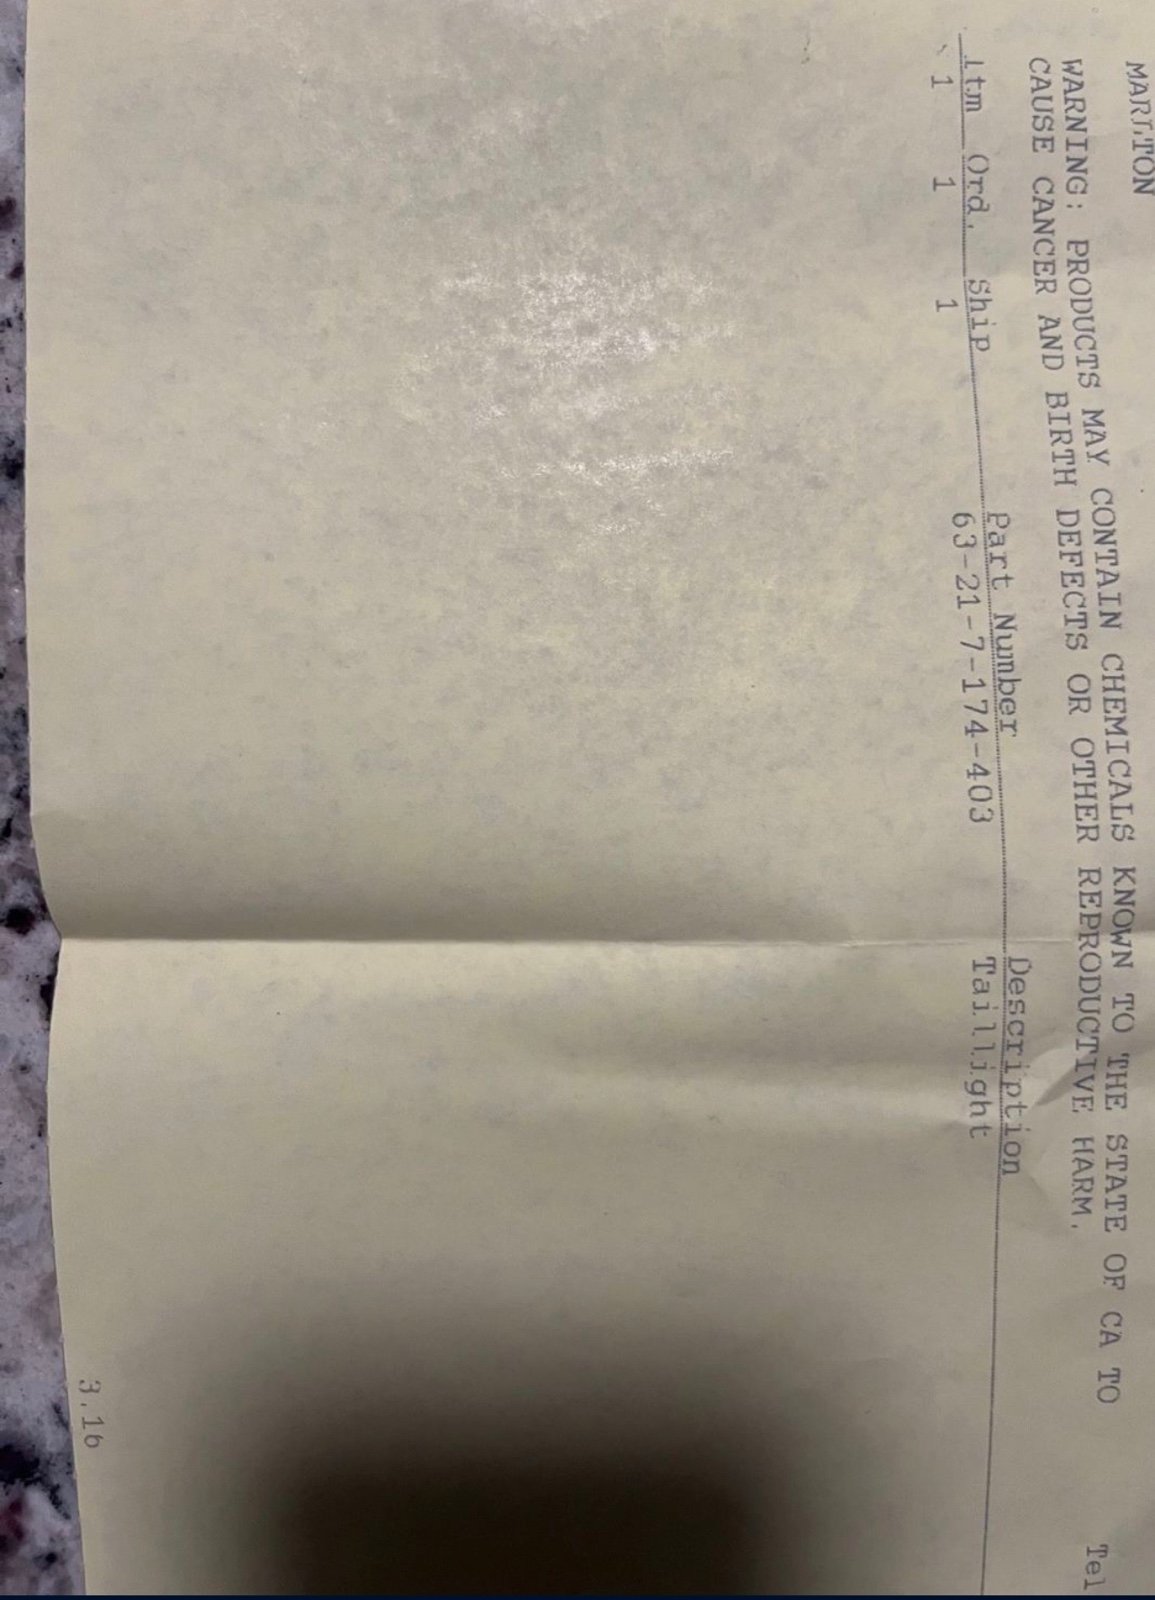 MARLTON
Tel
WARNING: PRODUCTS MAY CONTAIN CHEMICALS KNOWN TO THE STATE OF CA TO
CAUSE CANCER AND BIRTH DEFECTS OR OTHER REPRODUCTIVE HARM.
Itm Ord. Ship Part Number Description
1 1 1 63-21-7-174-403 Taillight
3.16